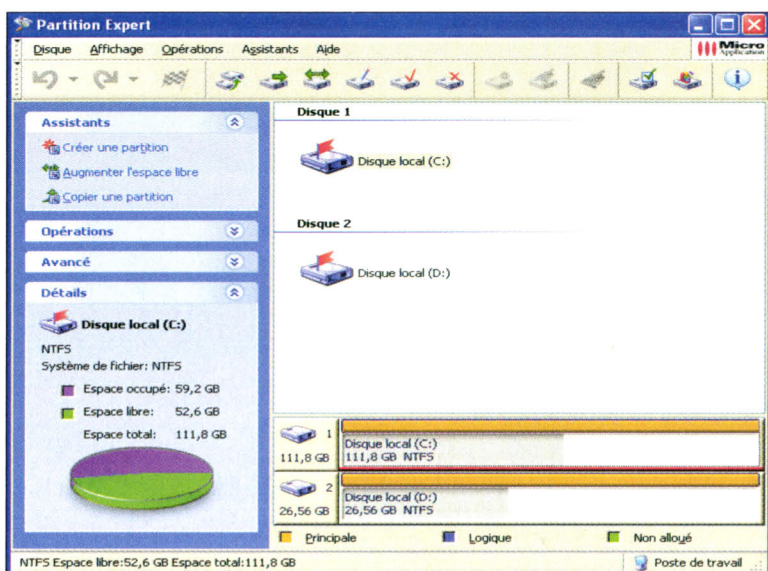 Partition Expert
Disque Affichage Opérations Assistants Aide
Micro
Application
Assistants
Créer une partition
Augmenter l'espace libre
Copier une partition
Opérations
Avancé
Détails
Disque local (C:)
NTFS
Système de fichier: NTFS
Espace occupé: 59,2 GB
Espace libre: 52,6 GB
Espace total: 111,8 GB
Disque 1
Disque local (C:)
Disque 2
Disque local (D:)
1
111,8 GB
Disque local (C:)
111,8 GB NTFS
2
26,56 GB
Disque local (D:)
26,56 GB NTFS
Principale Logique Non alloué
NTFS Espace libre:52,6 GB Espace total:111,8 GB
Poste de travail